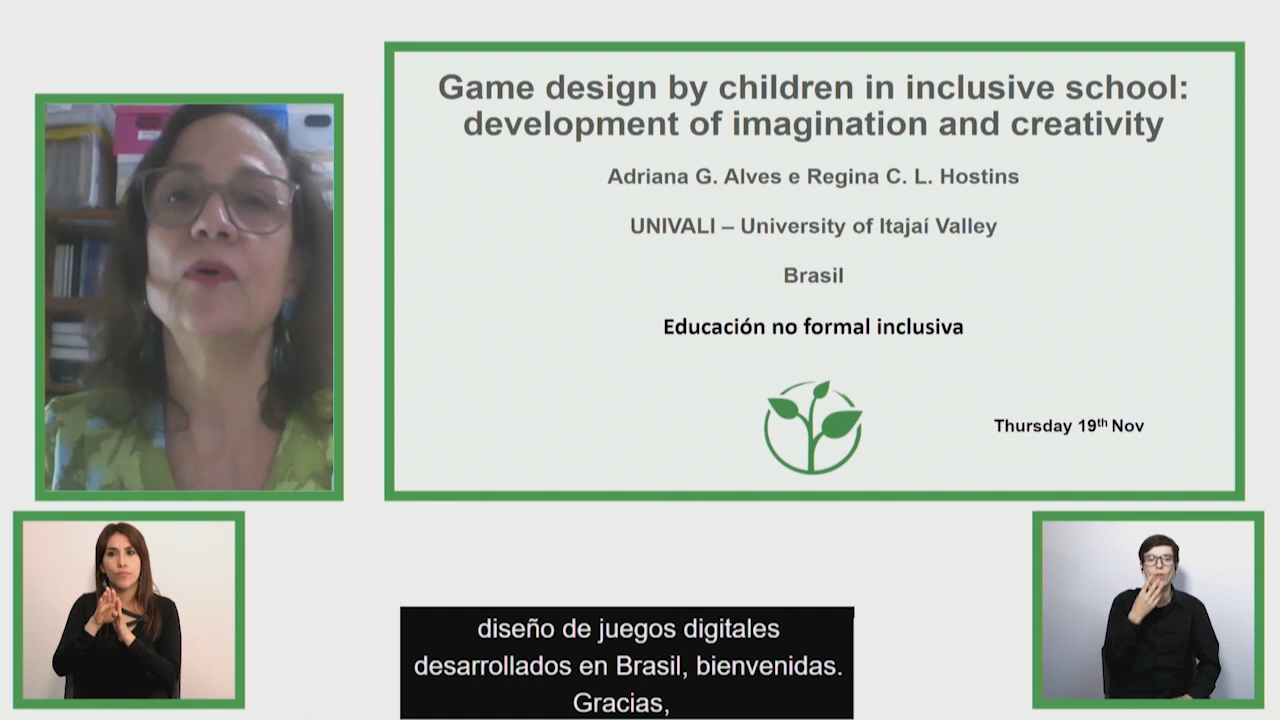 Game design by children in inclusive school:
development of imagination and creativity
Adriana G. Alves e Regina C. L. Hostins
UNIVALI – University of Itajaí Valley
Brasil
Educación no formal inclusiva
Thursday 19th Nov
diseño de juegos digitales
desarrollados en Brasil, bienvenidas.
Gracias,